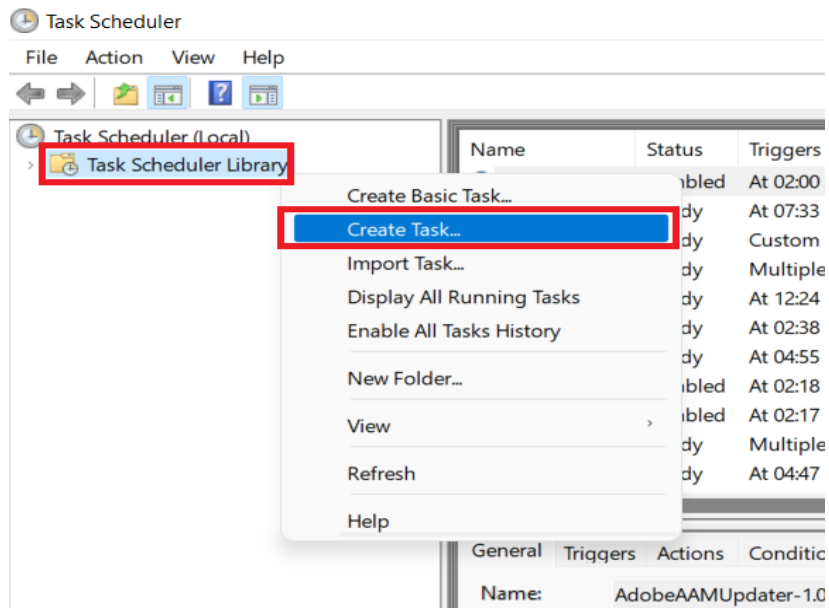 Task Scheduler
File Action View Help
Task Scheduler (Local)
Task Scheduler Library
Create Basic Task...
Create Task...
Import Task...
Display All Running Tasks
Enable All Tasks History
New Folder...
View
Refresh
Help
Name Status Triggers
At 02:00
At 07:33
Custom
Multiple
At 12:24
At 02:38
At 04:55
At 02:18
At 02:17
Multiple
At 04:47
General Triggers Actions
Name: AdobeAAMUpdater-1.0